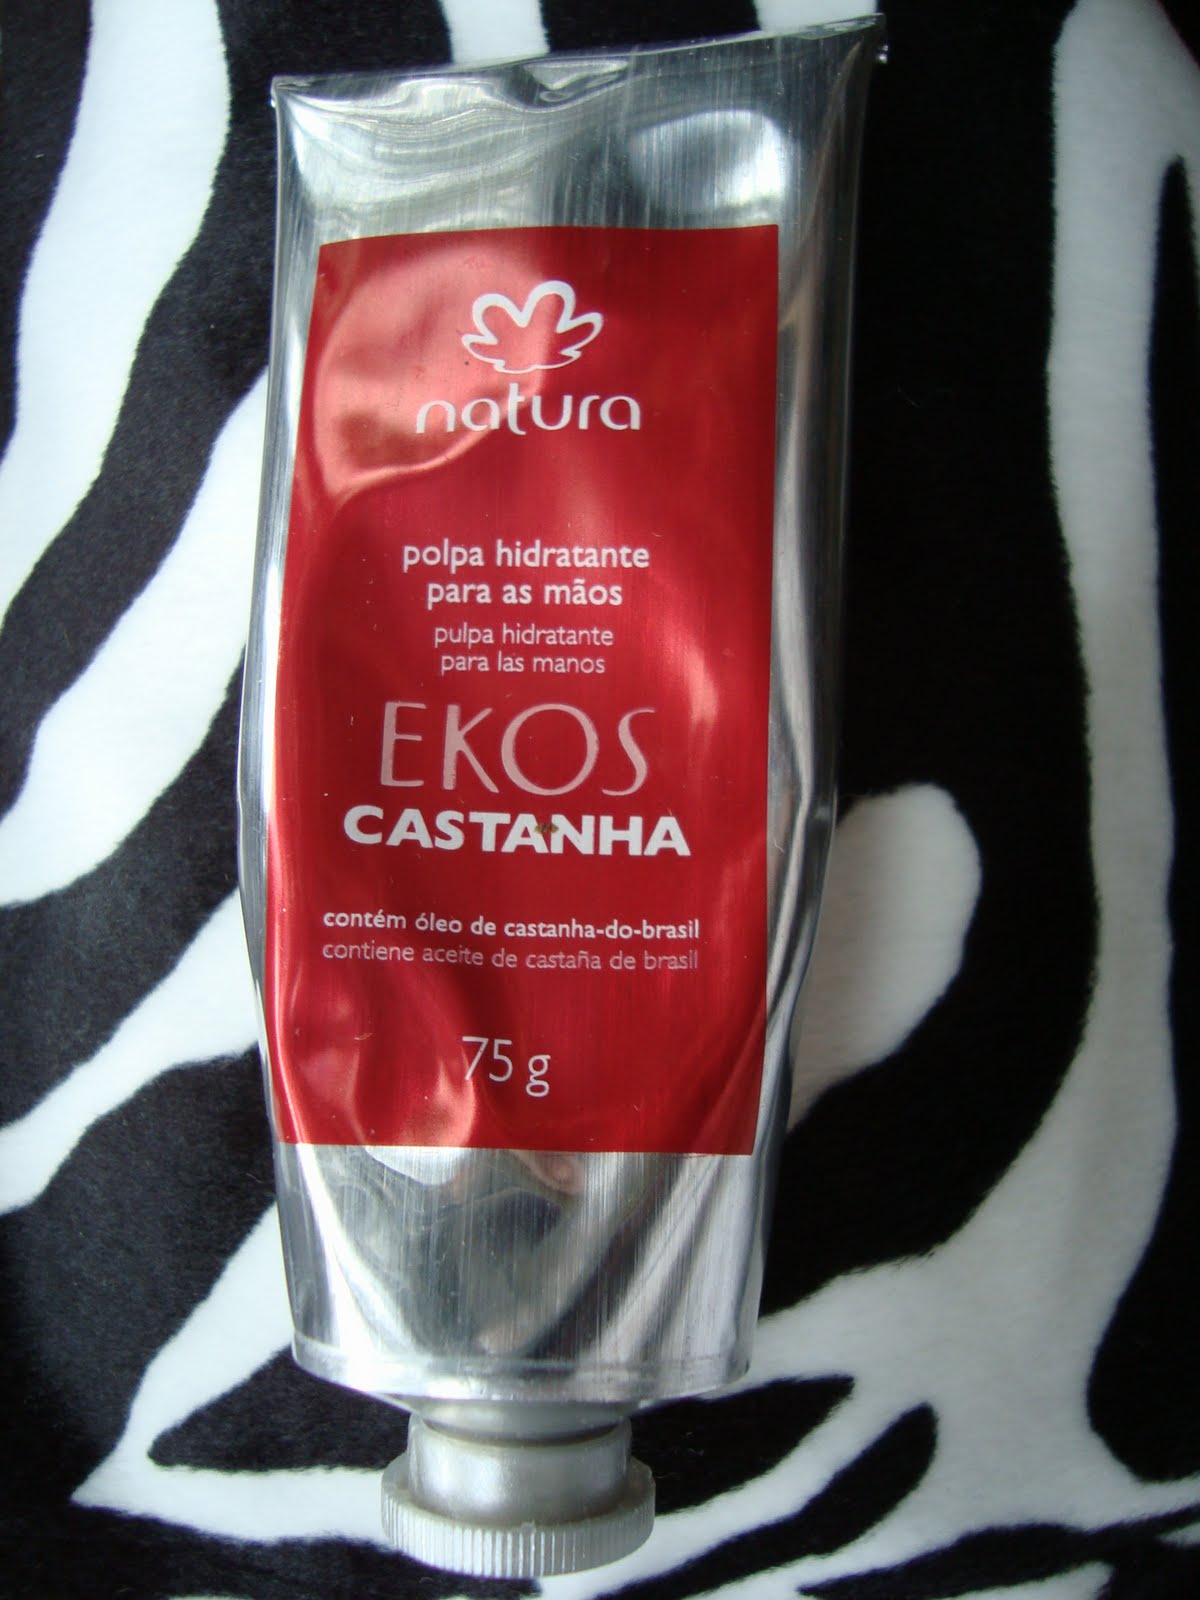 natura
polpa hidratante
para as mãos
pulpa hidratante
para las manos
EKOS
CASTANHA
contém óleo de castanha-do-brasil
contiene aceite de castaña de brasil
75 g